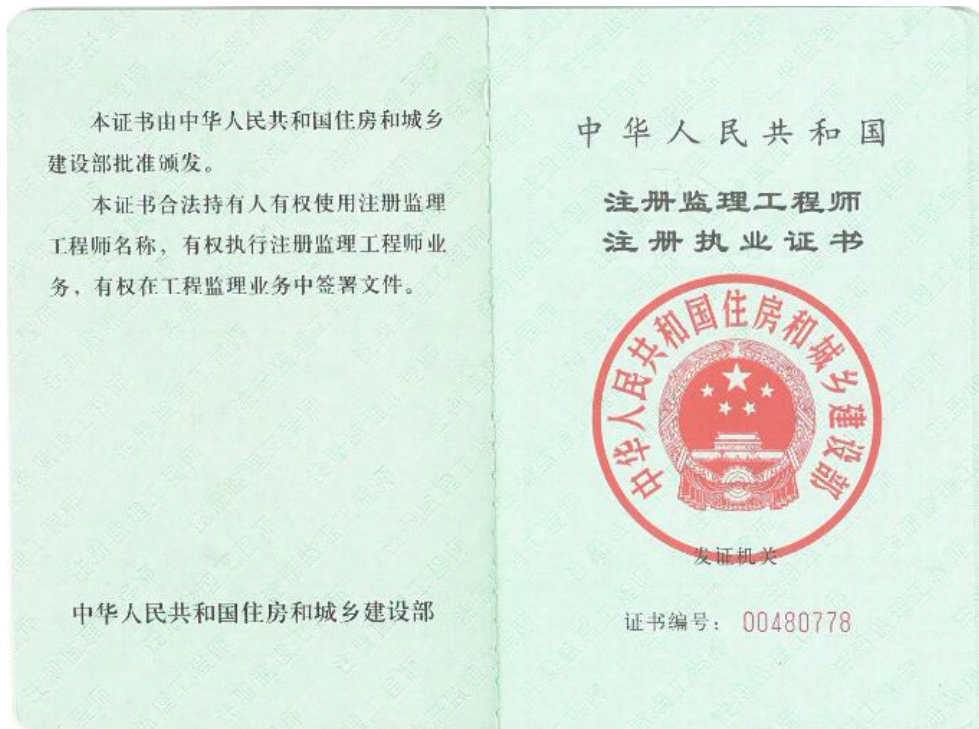 本证书由中华人民共和国住房和城乡
建设部批准颁发。
本证书合法持有人有权使用注册监理
工程师名称，有权执行注册监理工程师业
务，有权在工程监理业务中签署文件。
中华人民共和国住房和城乡建设部
中华人民共和国
注册监理工程师
注册执业证书
中华人民共和国住房和城乡建设部
发证机关
证书编号：00480778